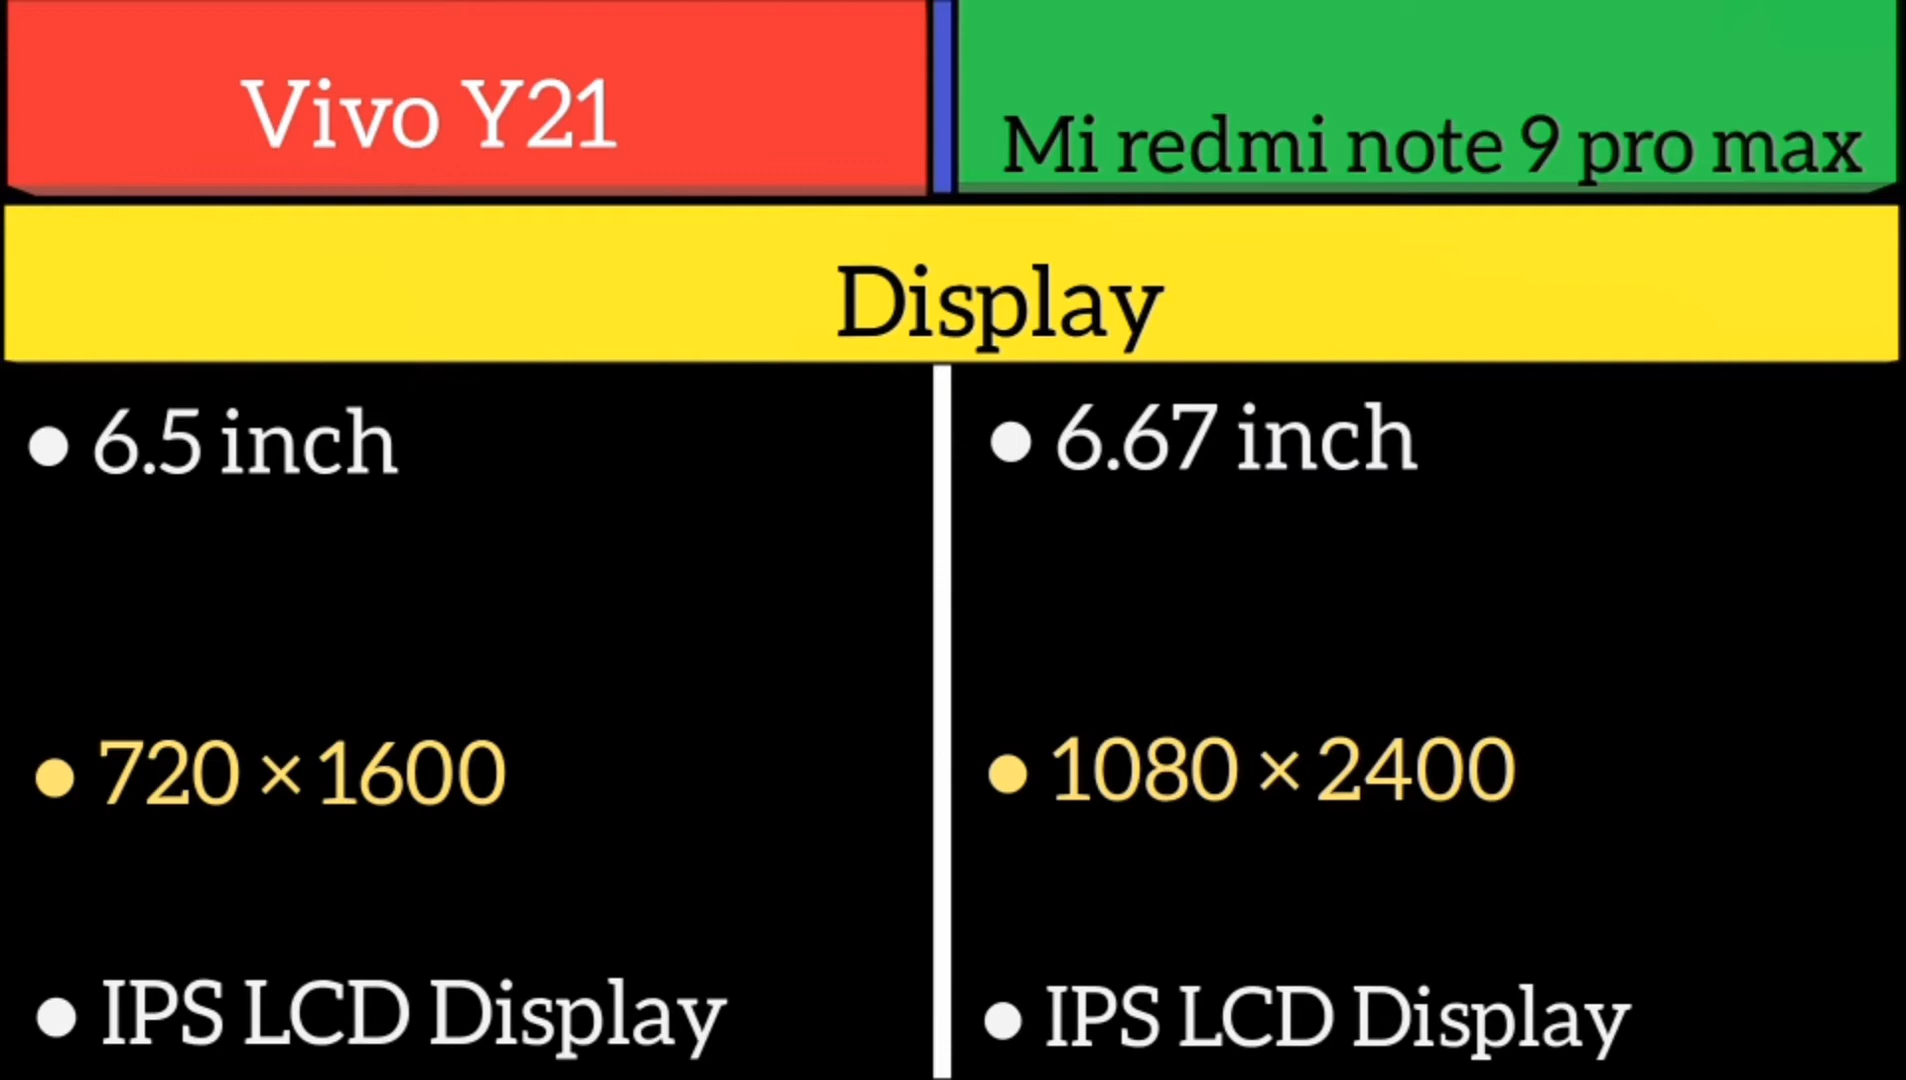 Vivo Y21
Mi redmi note 9 pro max
Display
● 6.5 inch
● 6.67 inch
● 720 × 1600
● 1080 × 2400
● IPS LCD Display
● IPS LCD Display